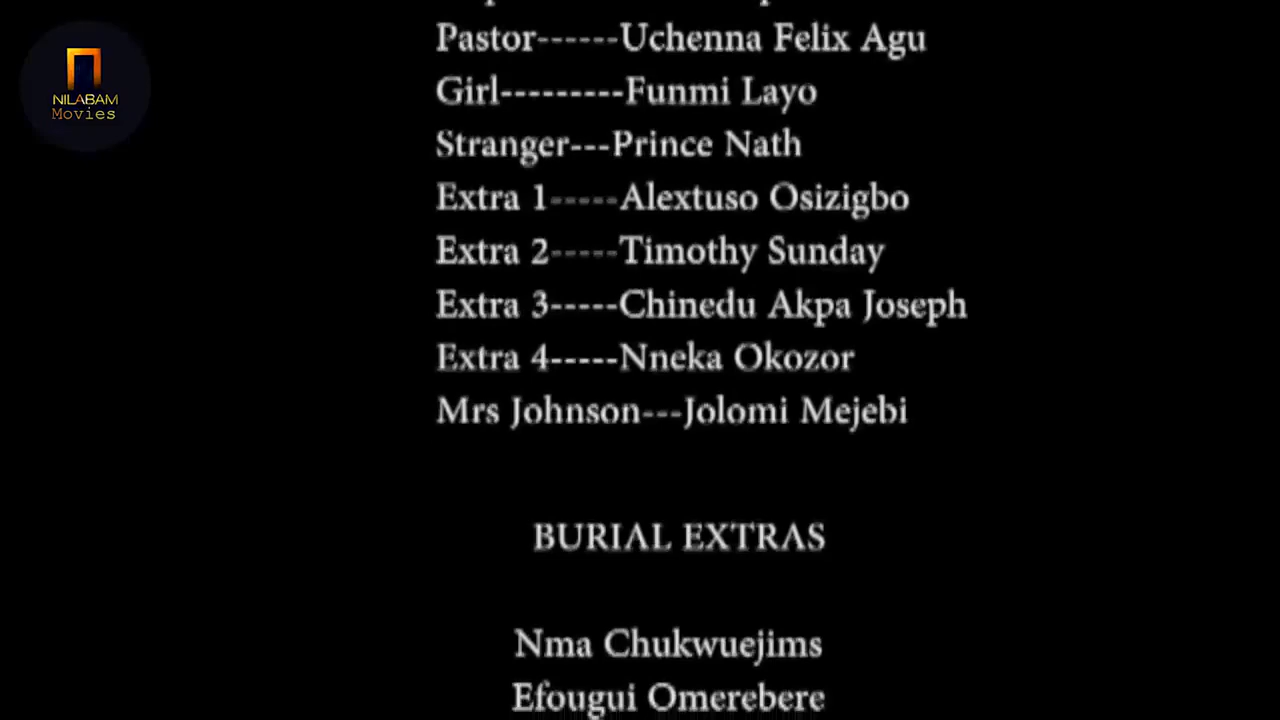 NILABAM
Movies
Pastor------Uchenna Felix Agu
Girl---------Funmi Layo
Stranger---Prince Nath
Extra 1-----Alextuso Osizigbo
Extra 2-----Timothy Sunday
Extra 3-----Chinedu Akpa Joseph
Extra 4-----Nneka Okozor
Mrs Johnson---Jolomi Mejebi
BURIAL EXTRAS
Nma Chukwuejims
Efougui Omerebere